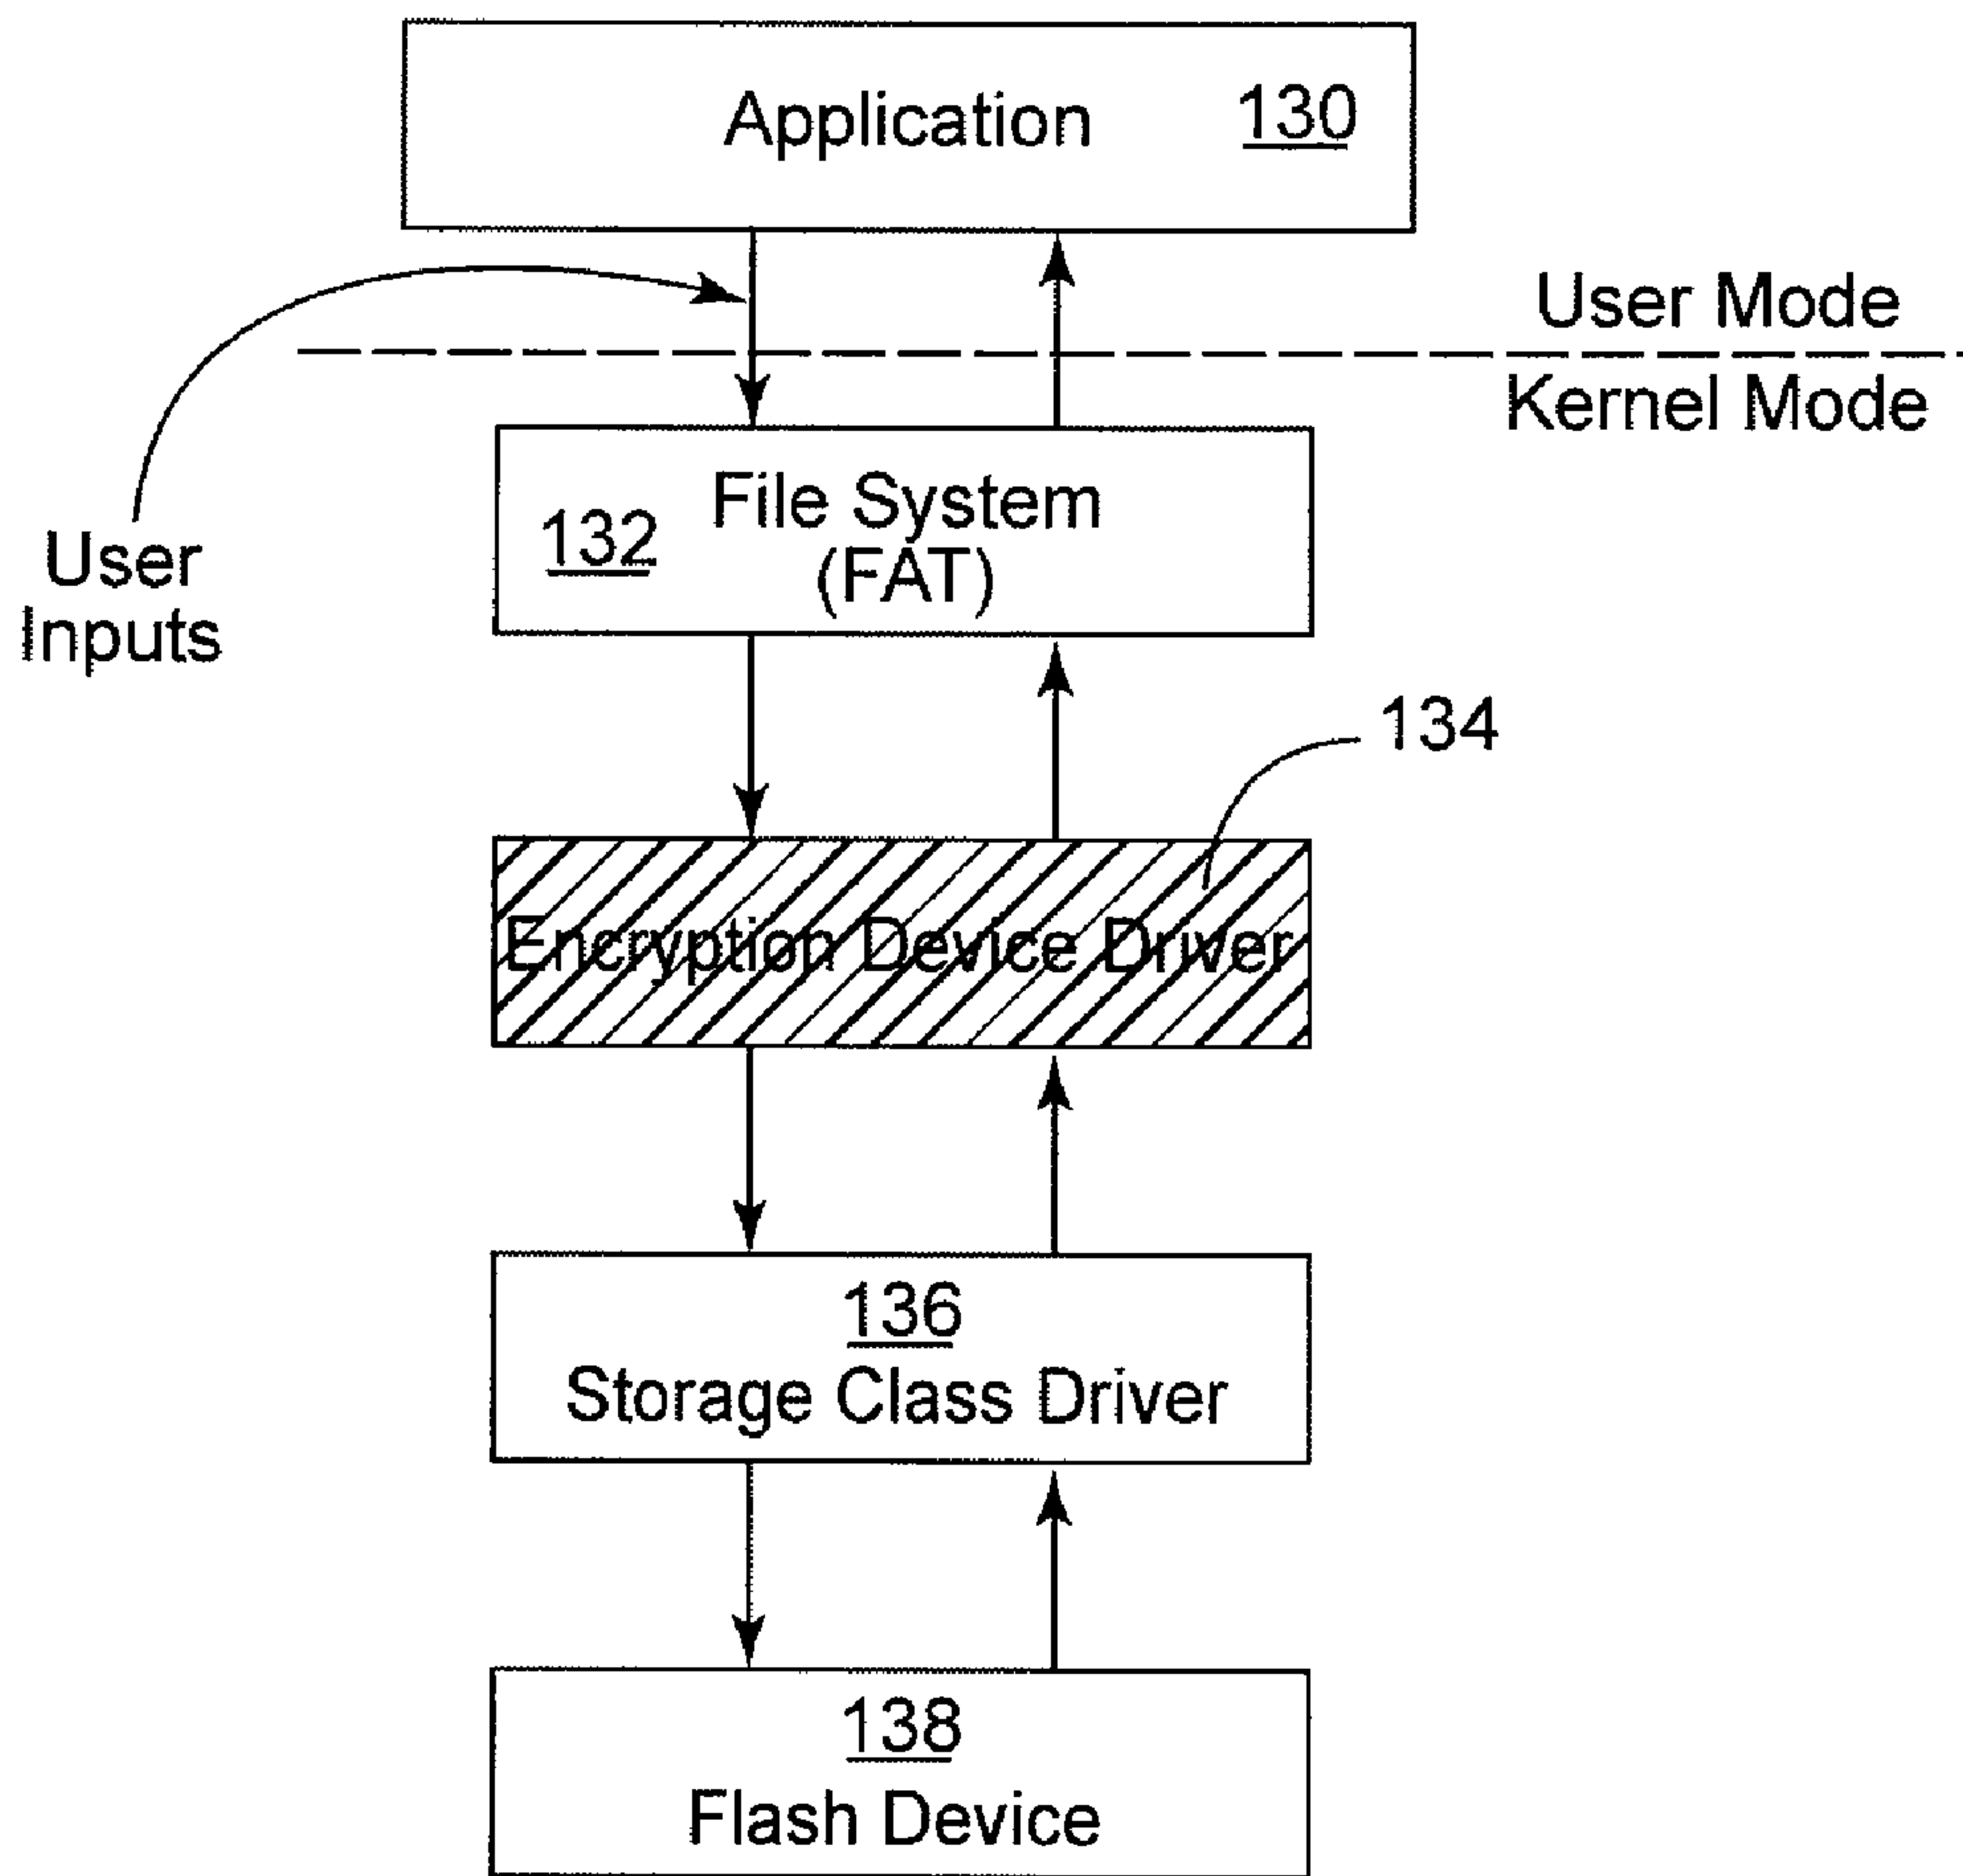 Application 130
User Mode
Kernel Mode
File System
132
(FAT)
User
Inputs
134
Encryption Device Driver
136
Storage Class Driver
138
Flash Device